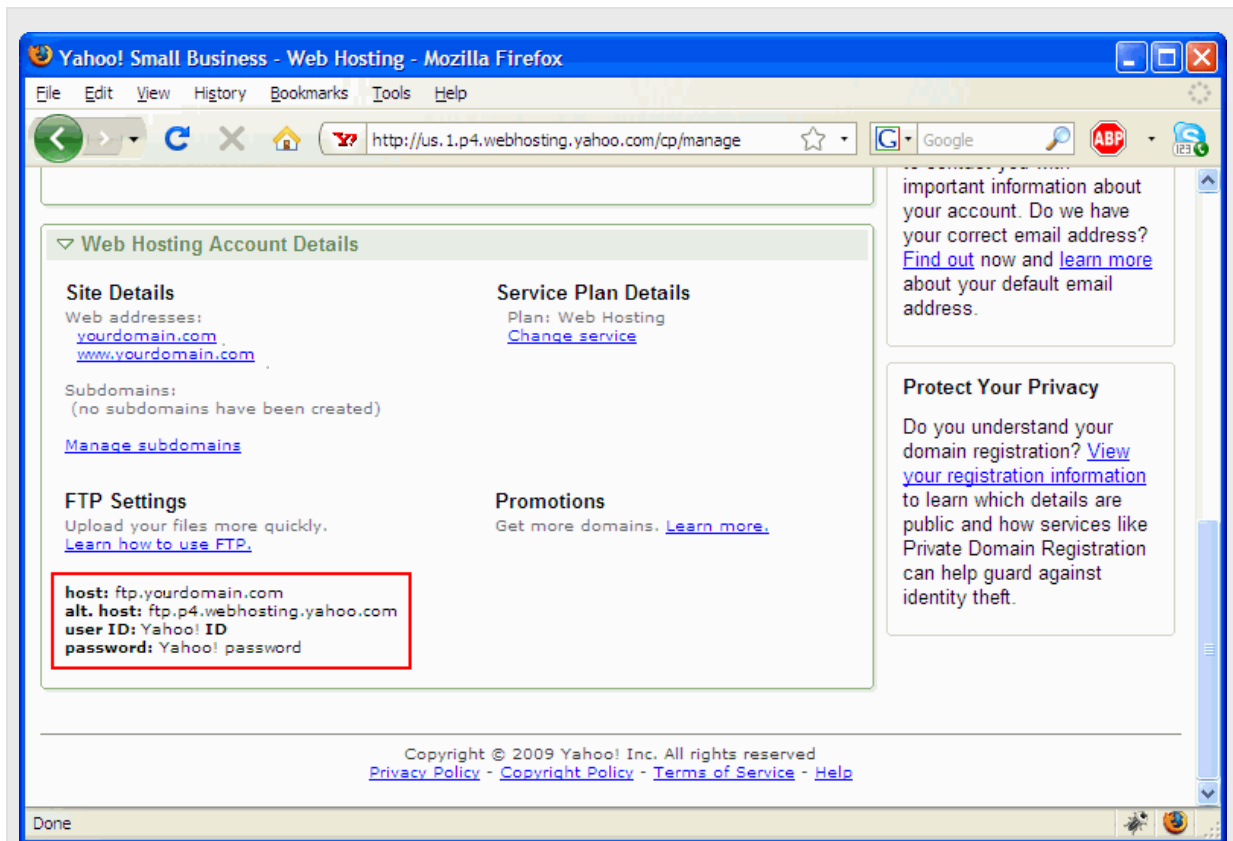 Yahoo! Small Business - Web Hosting - Mozilla Firefox
File Edit View History Bookmarks Tools Help
http://us.1.p4.webhosting.yahoo.com/cp/manage
G Google
ABP
123
Web Hosting Account Details
Site Details
Web addresses:
yourdomain.com
www.yourdomain.com
Subdomains:
(no subdomains have been created)
Manage subdomains
Service Plan Details
Plan: Web Hosting
Change service
FTP Settings
Upload your files more quickly.
Learn how to use FTP.
Promotions
Get more domains. Learn more.
host: ftp.yourdomain.com
alt. host: ftp.p4.webhosting.yahoo.com
user ID: Yahoo! ID
password: Yahoo! password
to contact you with
important information about
your account. Do we have
your correct email address?
Find out now and learn more
about your default email
address.
Protect Your Privacy
Do you understand your
domain registration? View
your registration information
to learn which details are
public and how services like
Private Domain Registration
can help guard against
identity theft.
Copyright © 2009 Yahoo! Inc. All rights reserved
Privacy Policy - Copyright Policy - Terms of Service - Help
Done